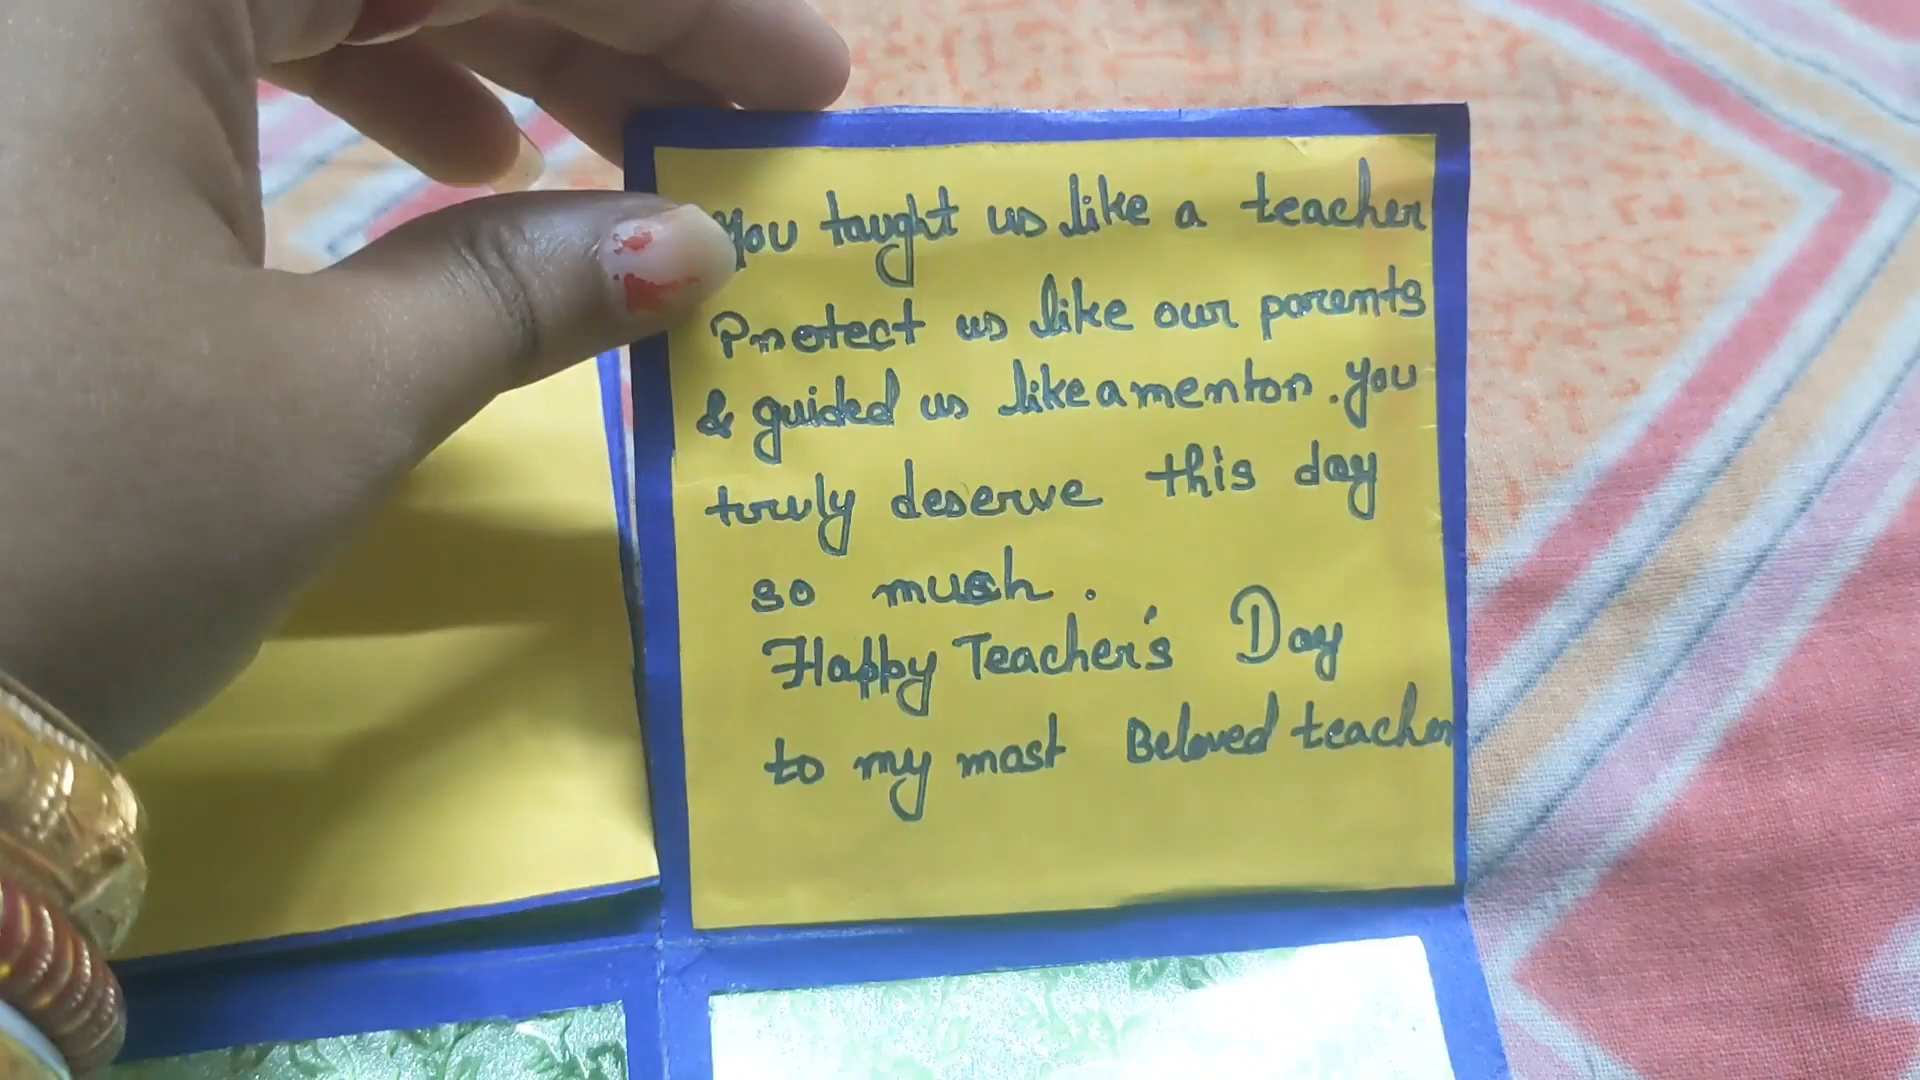 You taught us like a teacher
Protect us like our parents
& guided us like a mentor. You
truly deserve this day
so much.
Happy Teacher's Day
to my most Beloved teacher